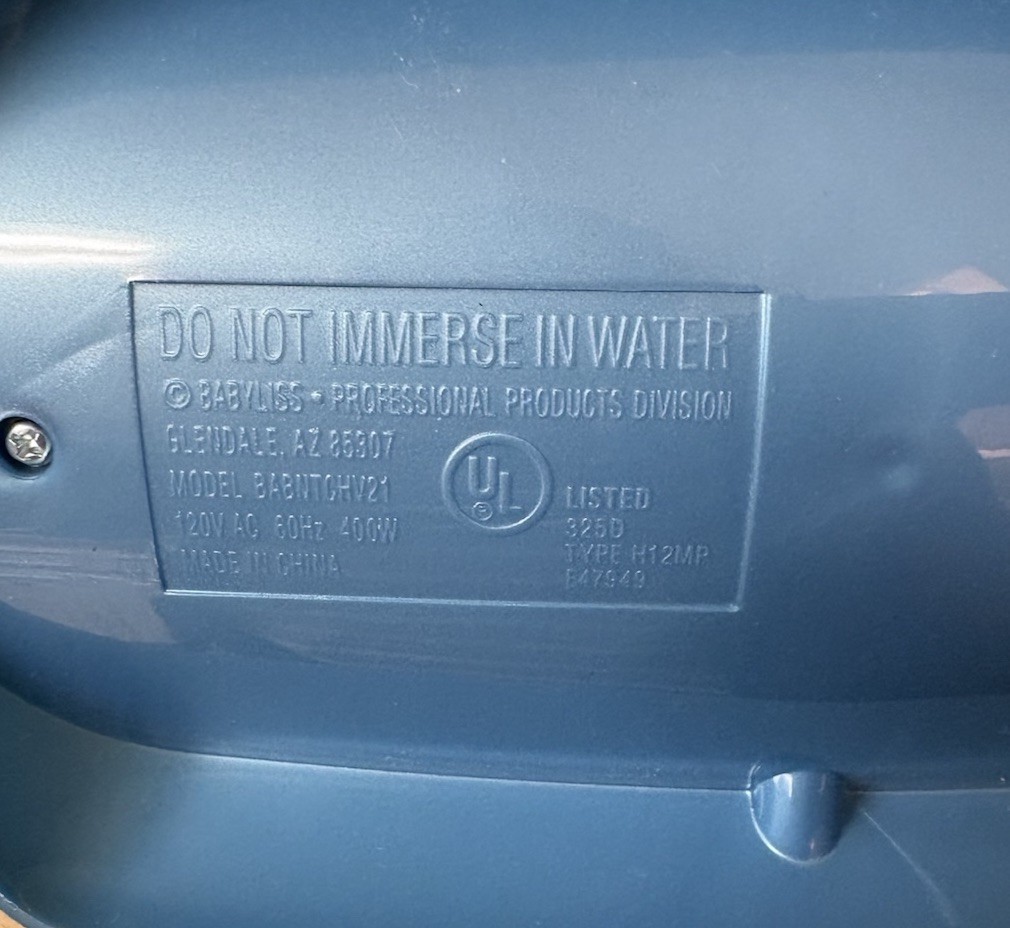 DO NOT IMMERSE IN WATER
© BABYLISS • PROFESSIONAL PRODUCTS DIVISION
GLENDALE, AZ 85307
MODEL BABNTCHV21
120V AC 60Hz 400W
MADE IN CHINA
UL ®
LISTED
325D
TYPE H12MP
E47949